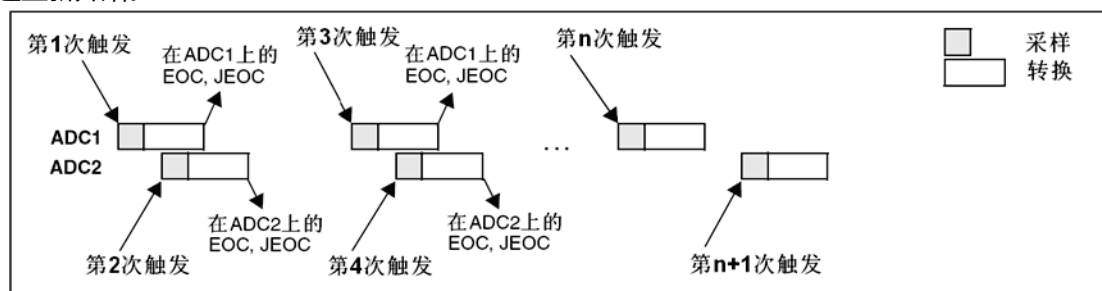 第1次触发
在ADC1上的
EOC, JEOC
第3次触发
在ADC1上的
EOC, JEOC
第n次触发
采样
转换
ADC1
ADC2
...
在ADC2上的
EOC, JEOC
第2次触发
在ADC2上的
EOC, JEOC
第4次触发
第n+1次触发